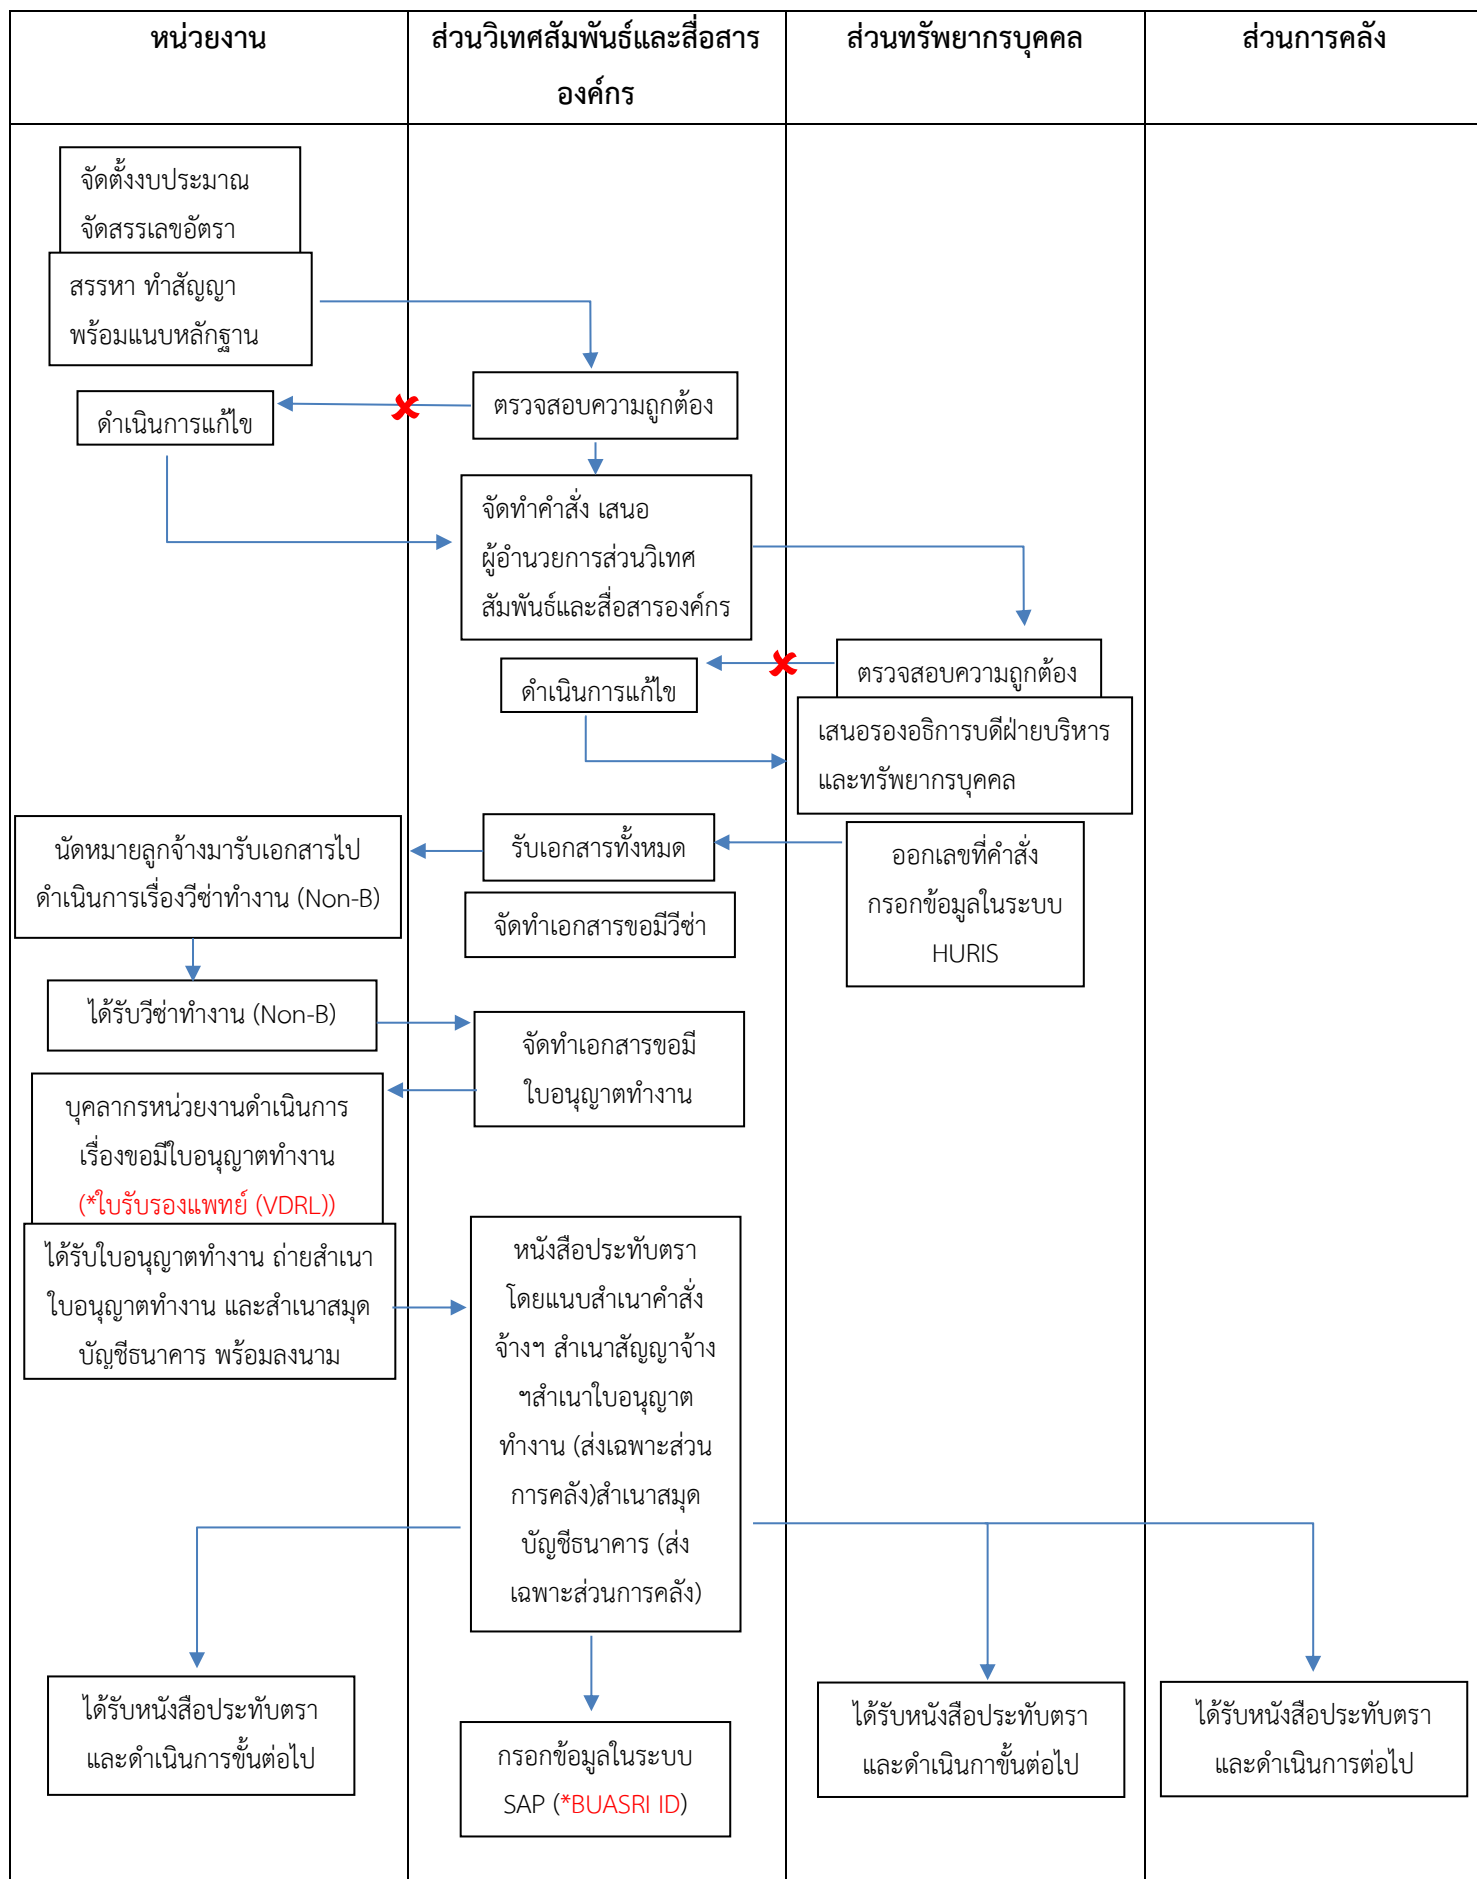 หน่วยงาน
ส่วนวิเทศสัมพันธ์และสื่อสาร
องค์กร
ส่วนทรัพยากรบุคคล
ส่วนการคลัง
จัดตั้งงบประมาณ
จัดสรรเลขอัตรา
สรรหา ทำสัญญา
พร้อมแนบหลักฐาน
ตรวจสอบความถูกต้อง
ดำเนินการแก้ไข
จัดทำคำสั่ง เสนอ
ผู้อำนวยการส่วนวิเทศ
สัมพันธ์และสื่อสารองค์กร
ตรวจสอบความถูกต้อง
ดำเนินการแก้ไข
เสนอรองอธิการบดีฝ่ายบริหาร
และทรัพยากรบุคคล
ออกเลขที่คำสั่ง
กรอกข้อมูลในระบบ
HURIS
รับเอกสารทั้งหมด
จัดทำเอกสารขอมีวีซ่า
นัดหมายลูกจ้างมารับเอกสารไป
ดำเนินการเรื่องวีซ่าทำงาน (Non-B)
ได้รับวีซ่าทำงาน (Non-B)
จัดทำเอกสารขอมี
ใบอนุญาตทำงาน
บุคลากรหน่วยงานดำเนินการ
เรื่องขอมีใบอนุญาตทำงาน
(*ใบรับรองแพทย์ (VDRL))
ได้รับใบอนุญาตทำงาน ถ่ายสำเนา
ใบอนุญาตทำงาน และสำเนาสมุด
บัญชีธนาคาร พร้อมลงนาม
หนังสือประทับตรา
โดยแนบสำเนาคำสั่ง
จ้างฯ สำเนาสัญญาจ้าง
ฯสำเนาใบอนุญาต
ทำงาน (ส่งเฉพาะส่วน
การคลัง)สำเนาสมุด
บัญชีธนาคาร (ส่ง
เฉพาะส่วนการคลัง)
ได้รับหนังสือประทับตรา
และดำเนินการขั้นต่อไป
กรอกข้อมูลในระบบ
SAP (*BUASRI ID)
ได้รับหนังสือประทับตรา
และดำเนินกาขั้นต่อไป
ได้รับหนังสือประทับตรา
และดำเนินการต่อไป